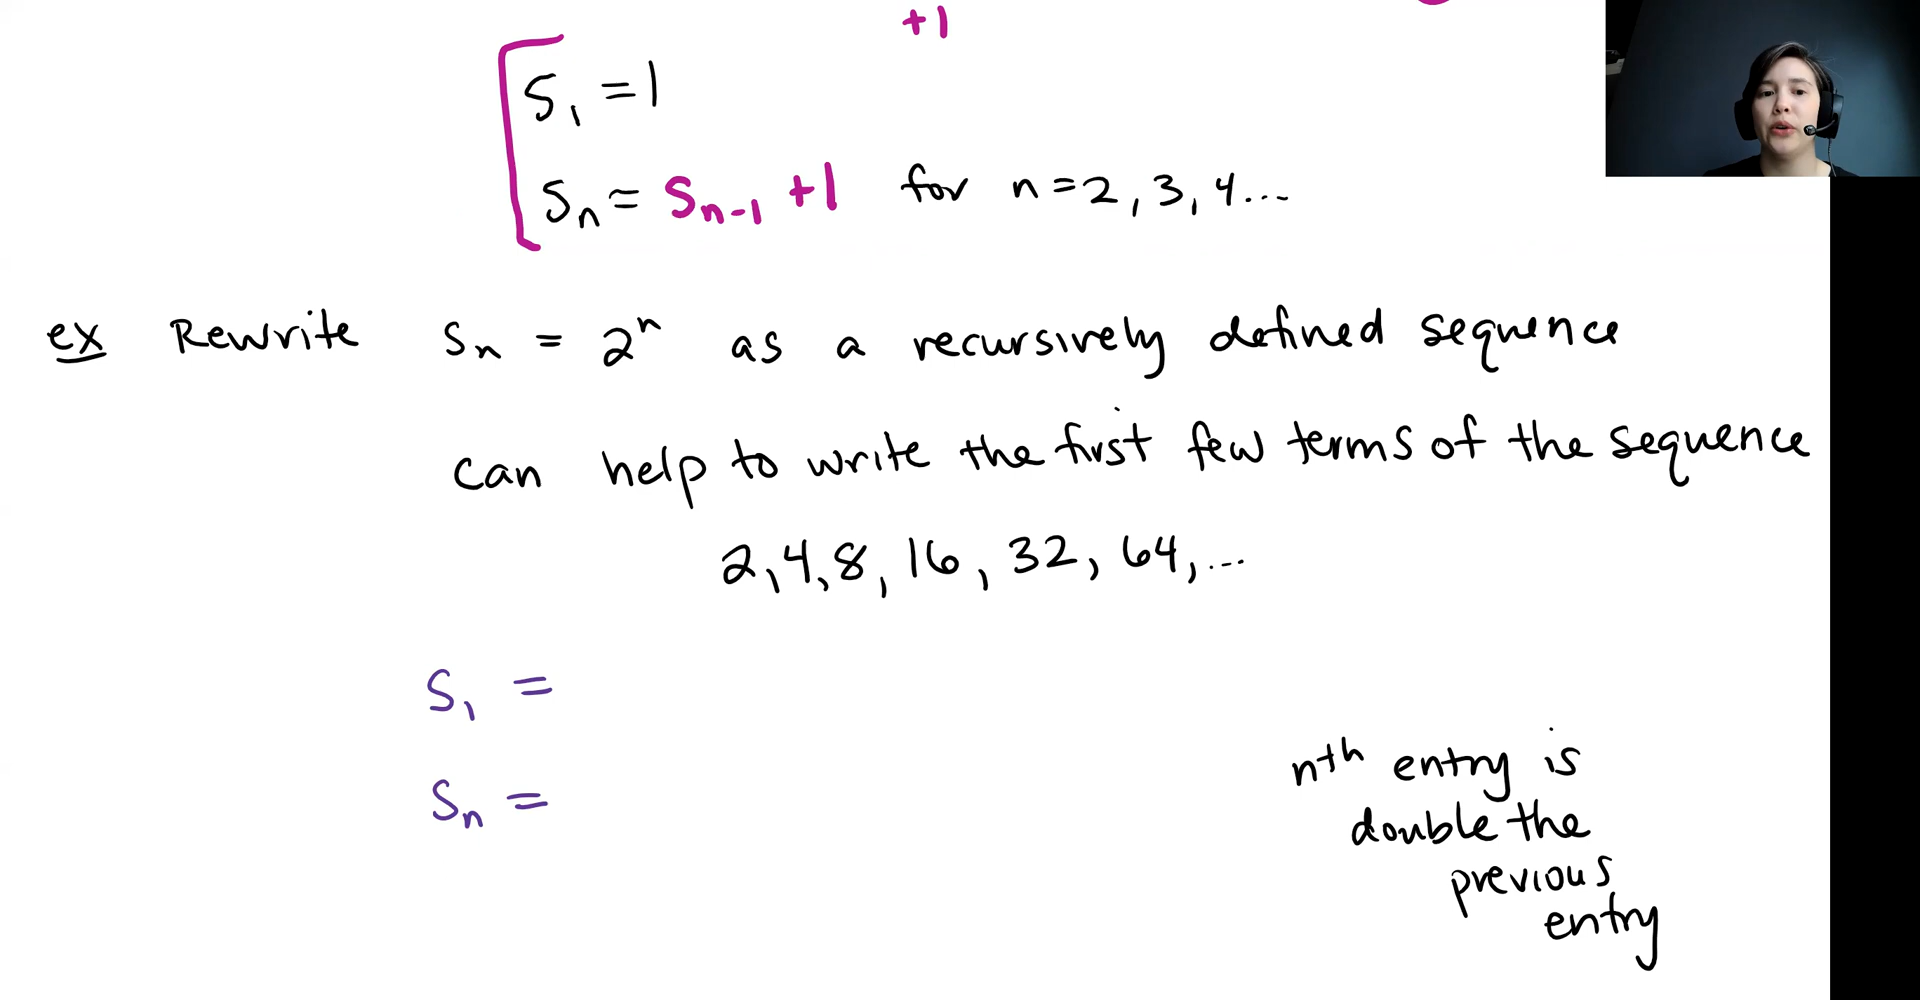 +1
S₁ = 1
Sₙ = Sₙ₋₁ +1 for n = 2, 3, 4...
ex Rewrite Sₙ = 2ⁿ as a recursively defined sequence
can help to write the first few terms of the sequence
2, 4, 8, 16, 32, 64, ...
S₁ =
Sₙ =
nᵗʰ entry is
double the
previous
entry